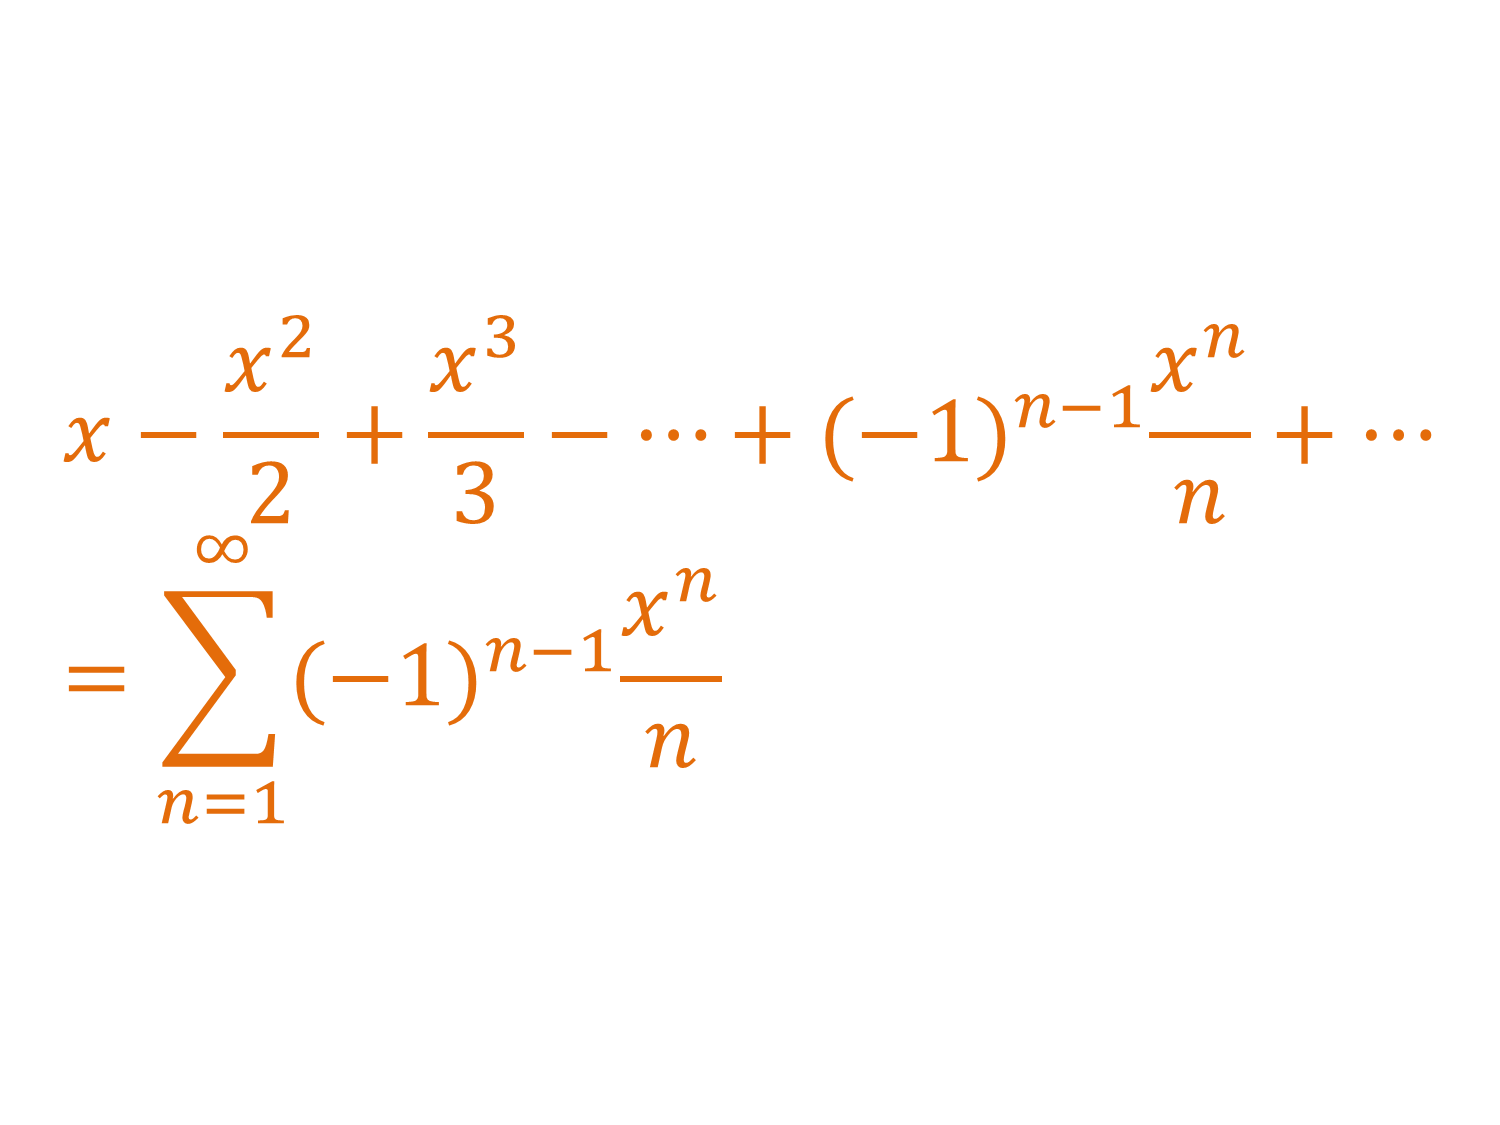 x − x²/2 + x³/3 − ⋯ + (−1)ⁿ⁻¹ xⁿ/n + ⋯
= ∑_{n=1}^{∞} (−1)ⁿ⁻¹ xⁿ/n